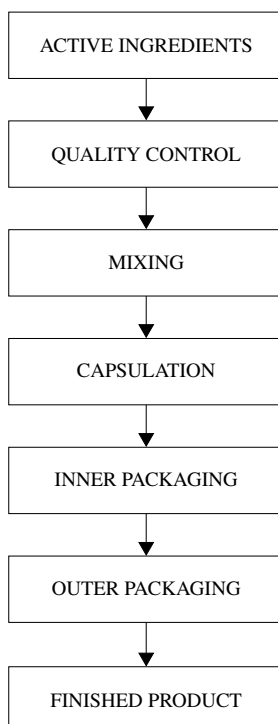 ACTIVE INGREDIENTS
QUALITY CONTROL
MIXING
CAPSULATION
INNER PACKAGING
OUTER PACKAGING
FINISHED PRODUCT